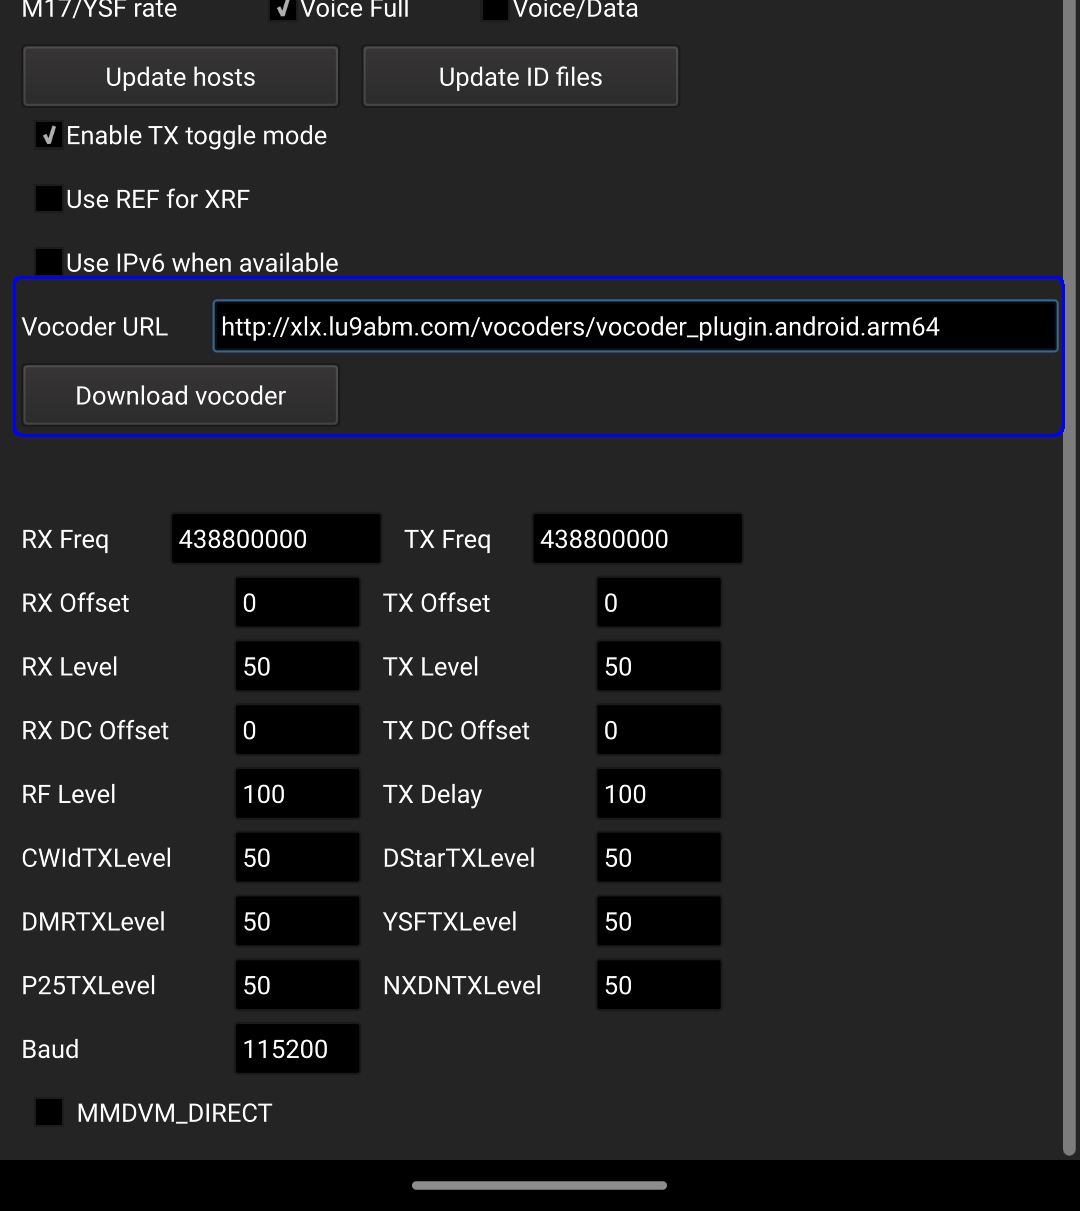 M17/YSF rate Voice Full Voice/Data
Update hosts Update ID files
Enable TX toggle mode
Use REF for XRF
Use IPv6 when available
Vocoder URL http://xlx.lu9abm.com/vocoders/vocoder_plugin.android.arm64
Download vocoder
RX Freq 438800000 TX Freq 438800000
RX Offset 0 TX Offset 0
RX Level 50 TX Level 50
RX DC Offset 0 TX DC Offset 0
RF Level 100 TX Delay 100
CWIdTXLevel 50 DStarTXLevel 50
DMRTXLevel 50 YSFTXLevel 50
P25TXLevel 50 NXDNTXLevel 50
Baud 115200
MMDVM_DIRECT